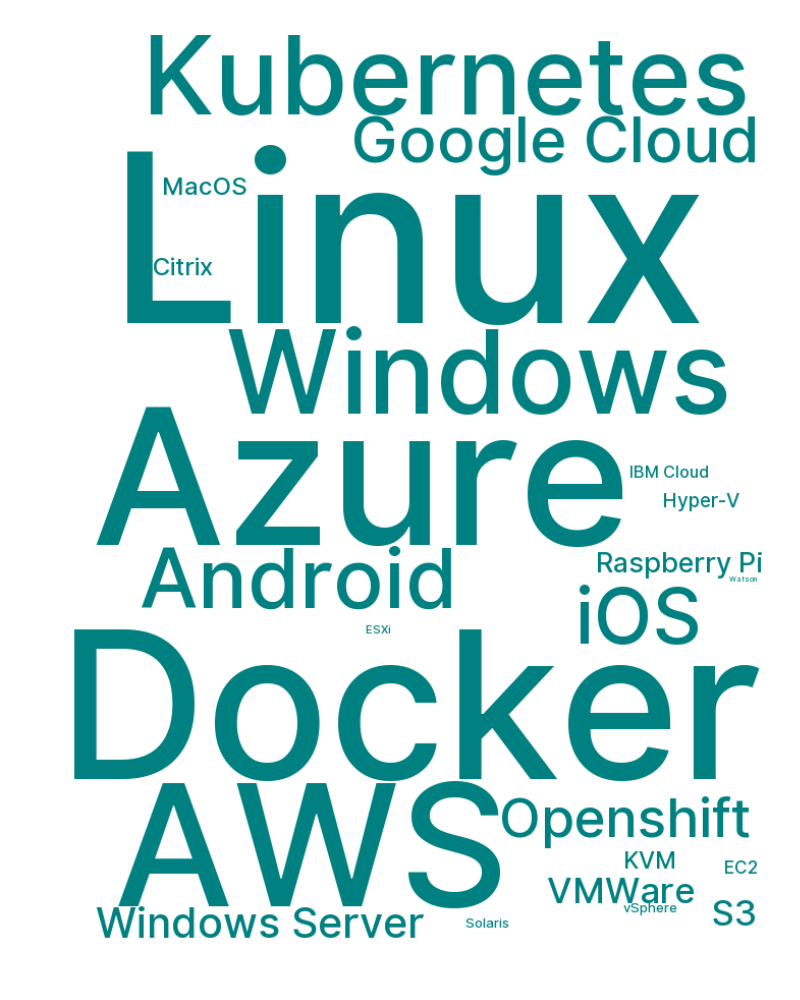 Kubernetes
Google Cloud
Linux
MacOS
Citrix
Windows
Azure
IBM Cloud
Hyper-V
Android
Raspberry Pi
Watson
iOS
ESXi
Docker
AWS
Openshift
KVM
EC2
VMWare
vSphere
S3
Windows Server
Solaris